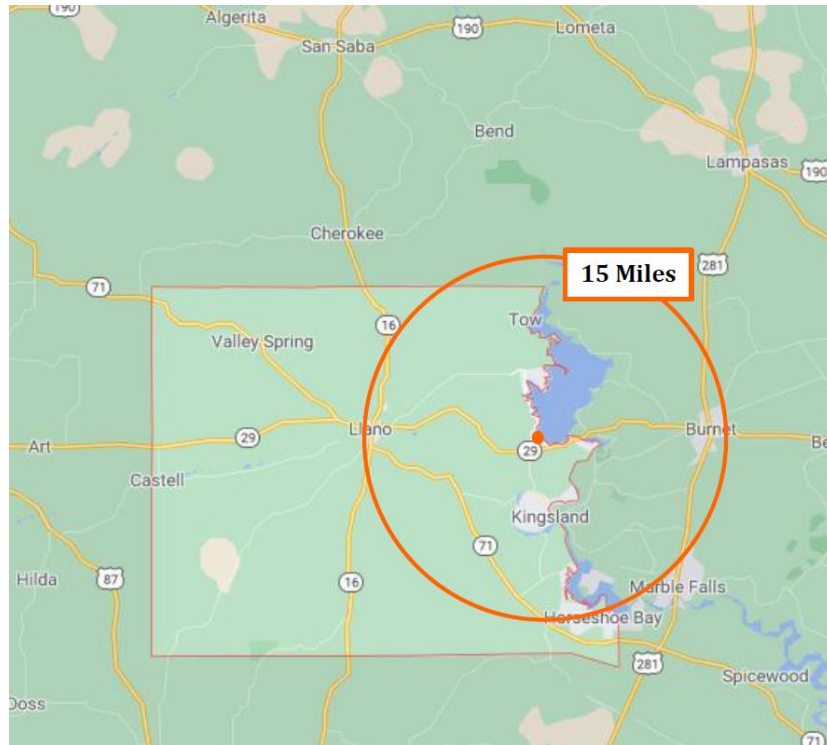 190
Algerita
San Saba
190
Lometa
Bend
Lampasas
190
Cherokee
15 Miles
281
71
16
Tow
Valley Spring
Llano
29
29
Burnet
Be
Art
Castell
Kingsland
71
Hilda
87
16
Marble Falls
Horseshoe Bay
281
Spicewood
Doss
71